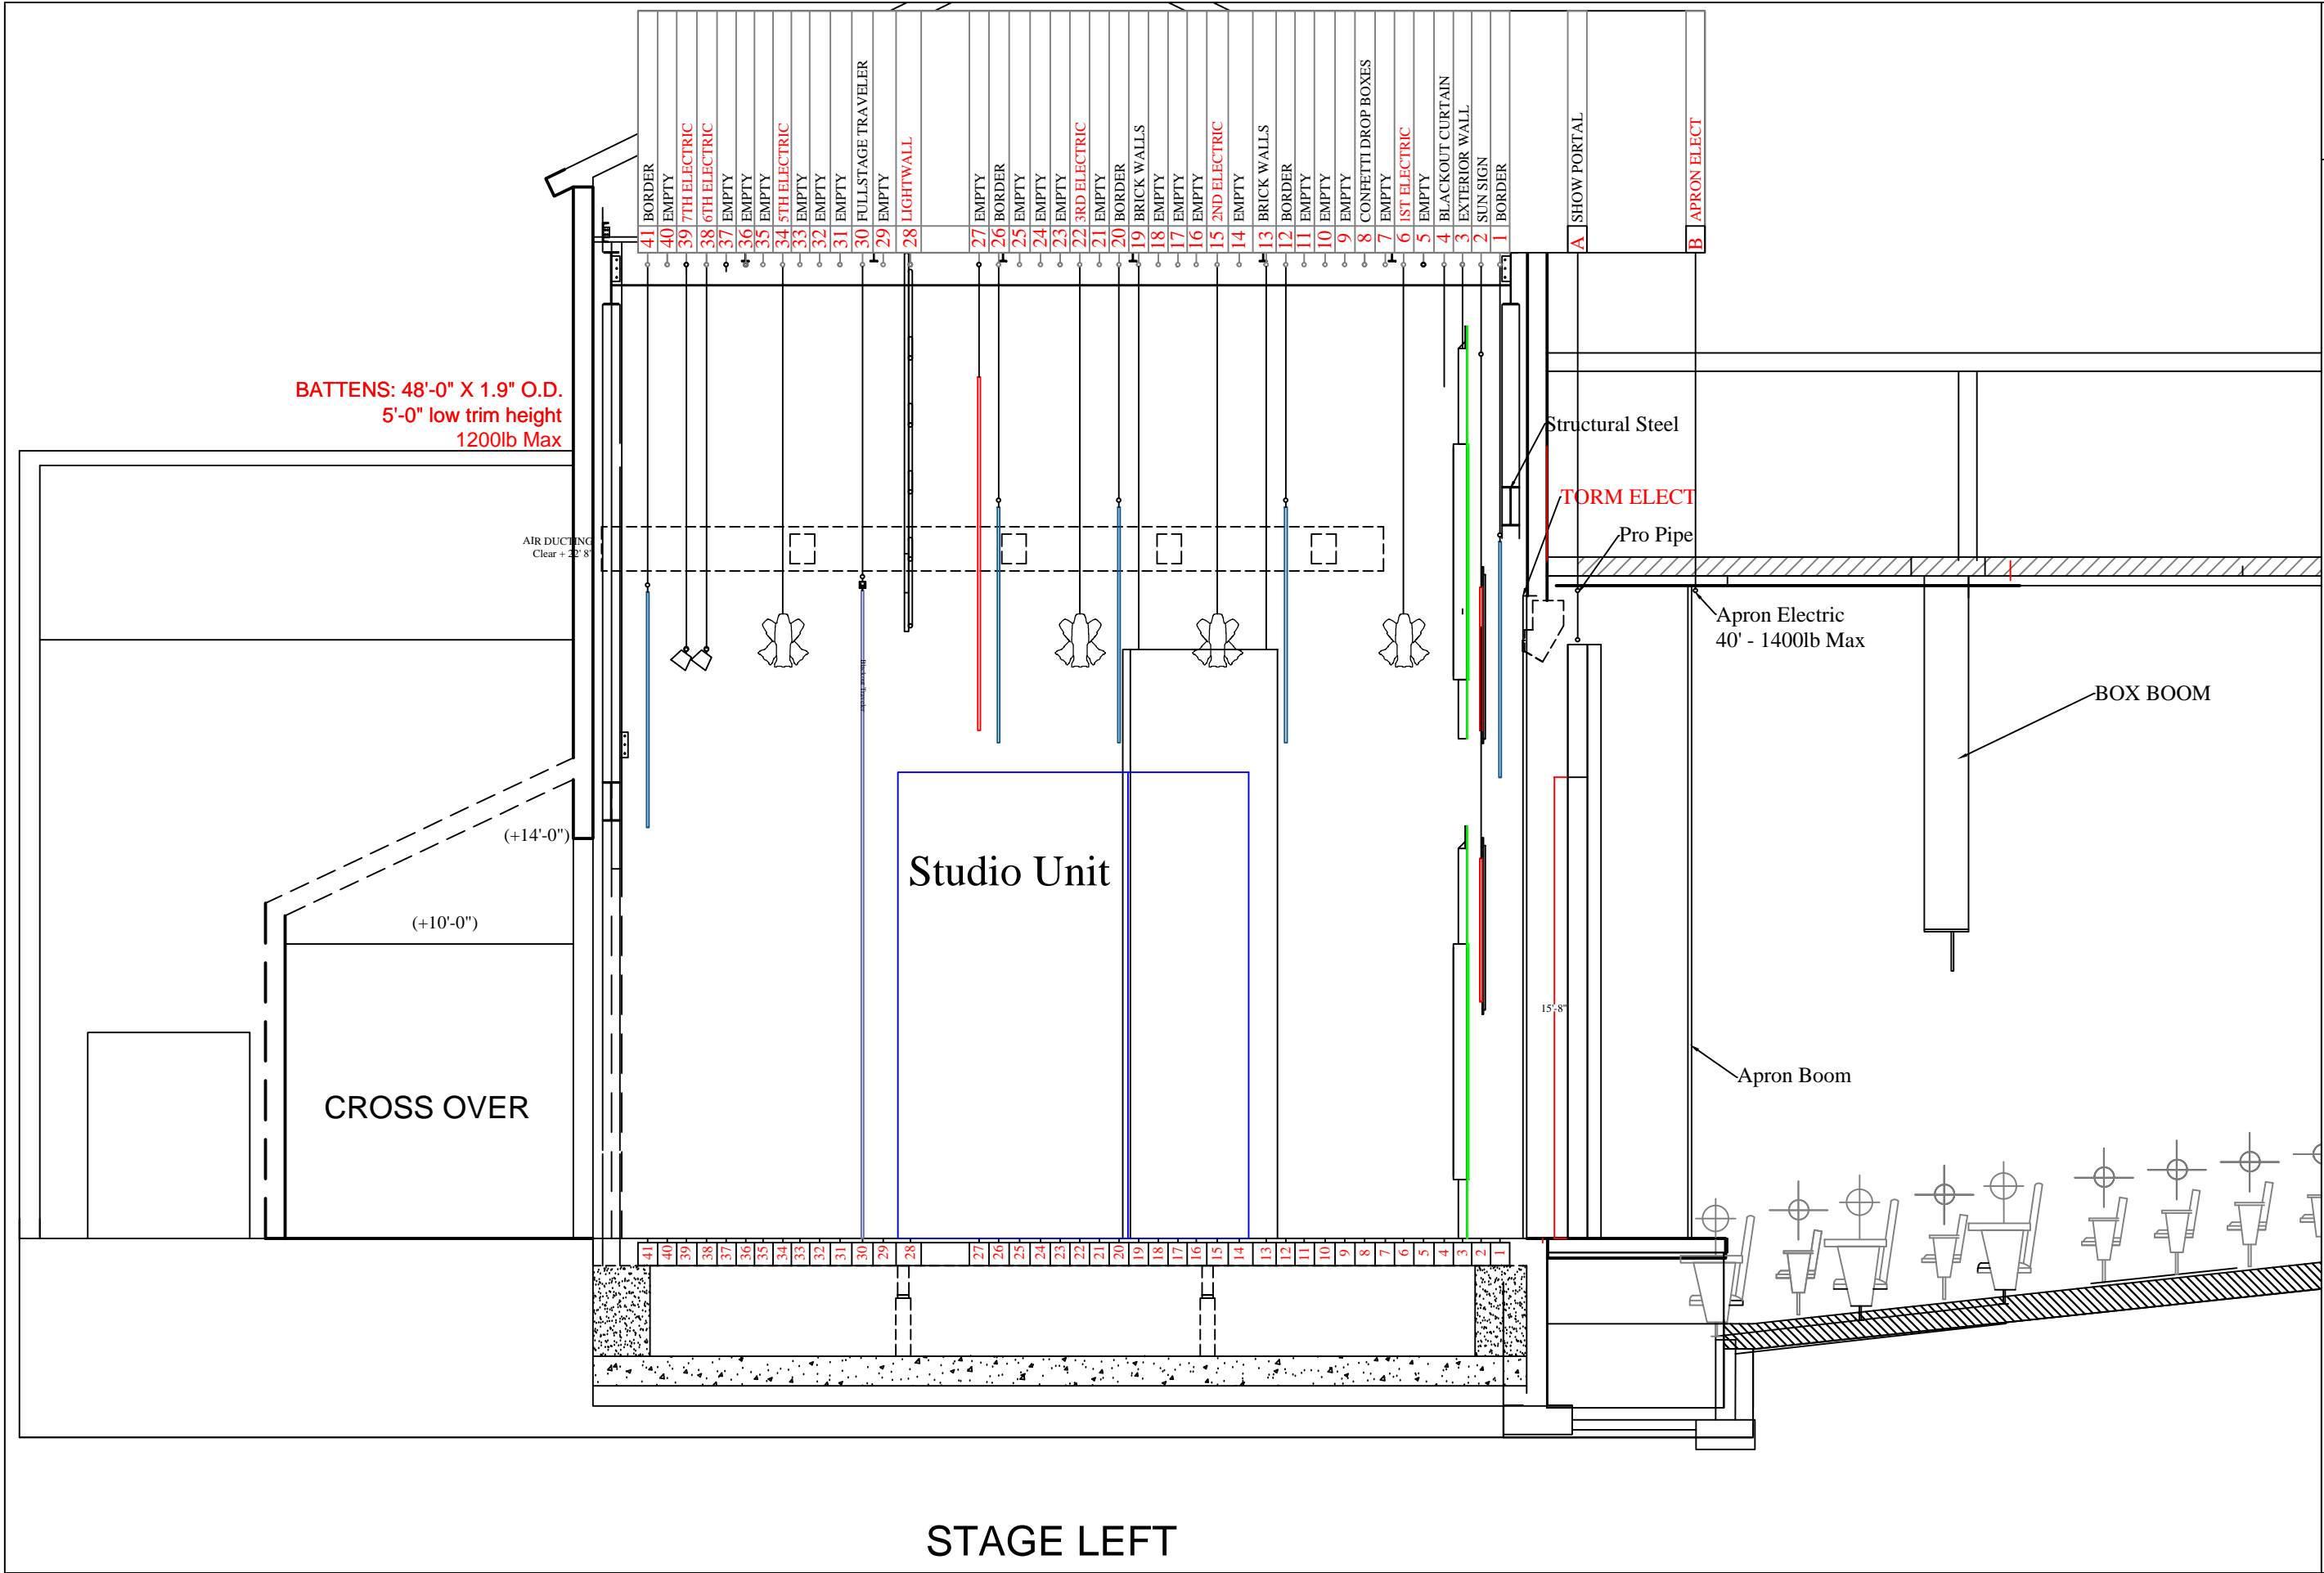 41 BORDER
40 EMPTY
39 7TH ELECTRIC
38 6TH ELECTRIC
37 EMPTY
36 EMPTY
35 EMPTY
34 5TH ELECTRIC
33 EMPTY
32 EMPTY
31 EMPTY
30 FULLSTAGE TRAVELER
29 EMPTY
28 LIGHTWALL
27 EMPTY
26 BORDER
25 EMPTY
24 EMPTY
23 EMPTY
22 3RD ELECTRIC
21 EMPTY
20 BORDER
19 BRICK WALLS
18 EMPTY
17 EMPTY
16 EMPTY
15 2ND ELECTRIC
14 EMPTY
13 BRICK WALLS
12 BORDER
11 EMPTY
10 EMPTY
9 EMPTY
8 CONFETTI DROP BOXES
7 EMPTY
6 1ST ELECTRIC
5 EMPTY
4 BLACKOUT CURTAIN
3 EXTERIOR WALL
2 SUN SIGN
1 BORDER
A SHOW PORTAL
B APRON ELECT
BATTENS: 48'-0" X 1.9" O.D.
5'-0" low trim height
1200lb Max
Structural Steel
TORM ELECT
Pro Pipe
AIR DUCTING
Clear + 22' 8"
Apron Electric
40' - 1400lb Max
Blackout Traveler
BOX BOOM
(+14'-0")
Studio Unit
(+10'-0")
15'-8"
Apron Boom
CROSS OVER
41 40 39 38 37 36 35 34 33 32 31 30 29 28 27 26 25 24 23 22 21 20 19 18 17 16 15 14 13 12 11 10 9 8 7 6 5 4 3 2 1
STAGE LEFT